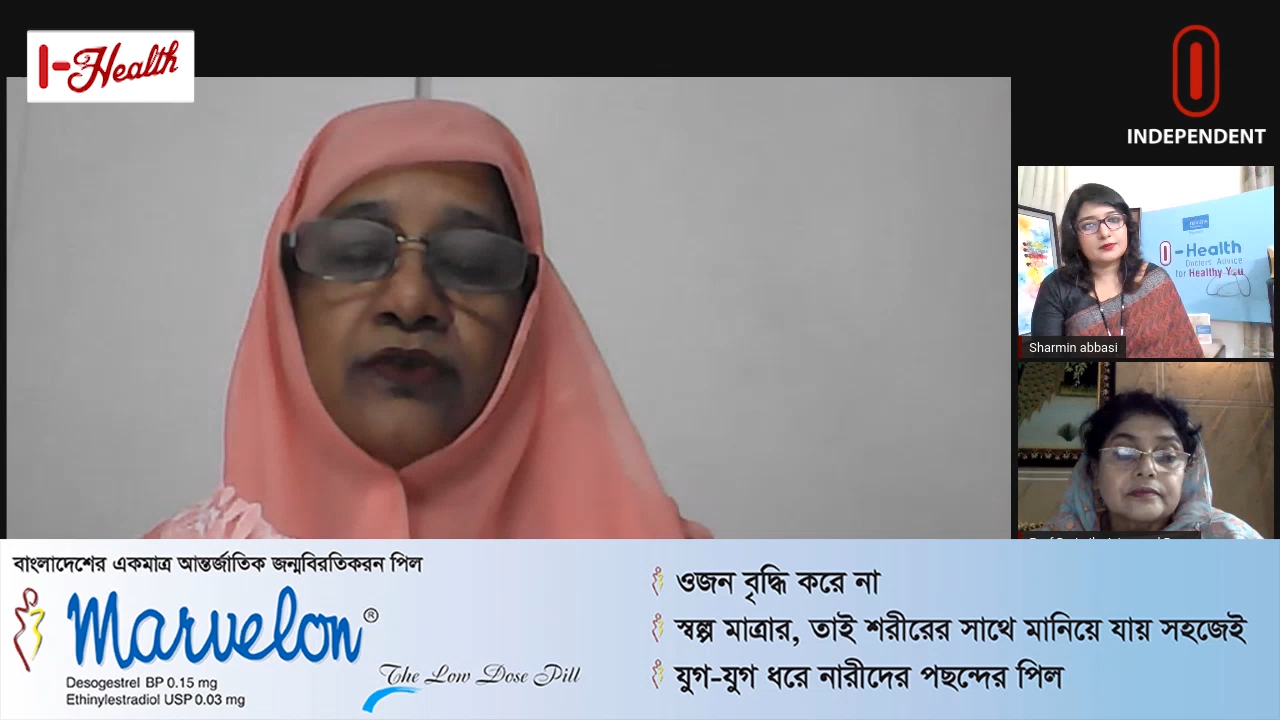 I-Health
INDEPENDENT
I-Health
Doctors' Advice
for Healthy You
Sharmin abbasi
বাংলাদেশের একমাত্র আন্তর্জাতিক জন্মবিরতিকরন পিল
Marvelon®
The Low Dose Pill
Desogestrel BP 0.15 mg
Ethinylestradiol USP 0.03 mg
ওজন বৃদ্ধি করে না
স্বল্প মাত্রার, তাই শরীরের সাথে মানিয়ে যায় সহজেই
যুগ-যুগ ধরে নারীদের পছন্দের পিল